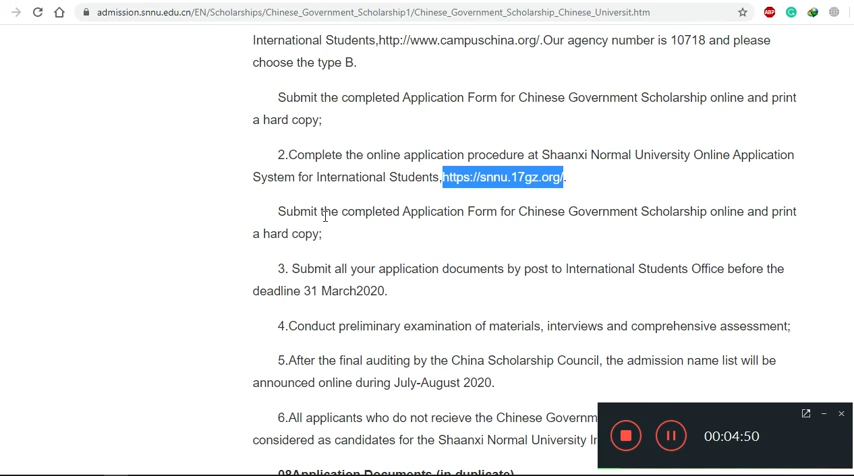 admission.snnu.edu.cn/EN/Scholarships/Chinese_Government_Scholarship1/Chinese_Government_Scholarship_Chinese_Universit.htm
ABP
International Students,http://www.campuschina.org/.Our agency number is 10718 and please
choose the type B.
Submit the completed Application Form for Chinese Government Scholarship online and print
a hard copy;
2.Complete the online application procedure at Shaanxi Normal University Online Application
System for International Students,https://snnu.17gz.org/.
Submit the completed Application Form for Chinese Government Scholarship online and print
a hard copy;
3. Submit all your application documents by post to International Students Office before the
deadline 31 March2020.
4.Conduct preliminary examination of materials, interviews and comprehensive assessment;
5.After the final auditing by the China Scholarship Council, the admission name list will be
announced online during July-August 2020.
6.All applicants who do not recieve the Chinese Governm
considered as candidates for the Shaanxi Normal University In
00:04:50
08Application Documents (in duplicate)